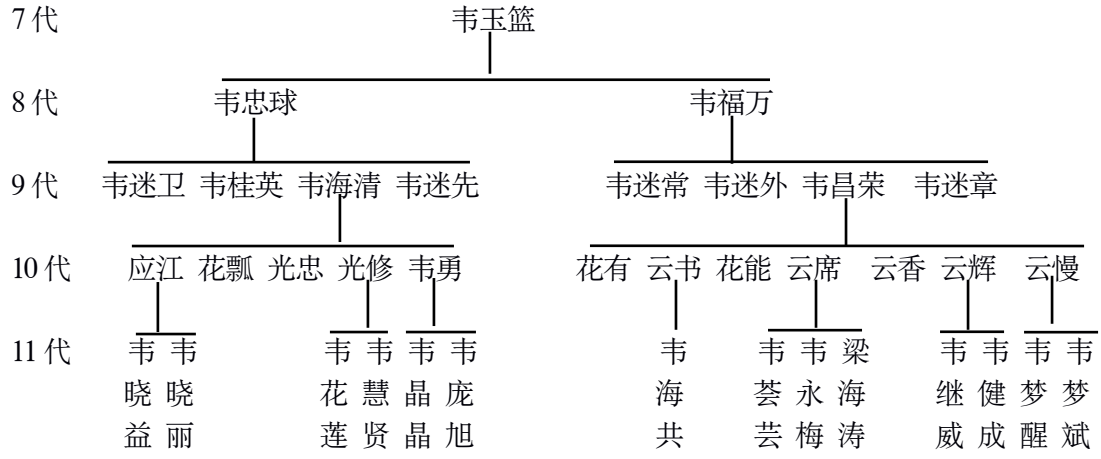 7代 韦玉篮
8代 韦忠球 韦福万
9代 韦迷卫 韦桂英 韦海清 韦迷先 韦迷常 韦迷外 韦昌荣 韦迷章
10代 应江 花瓢 光忠 光修 韦勇 花有 云书 花能 云席 云香 云辉 云慢
11代 韦 韦 韦 韦 韦 韦 韦 韦 韦 梁 韦 韦 韦 韦
晓 晓 花 慧 晶 庞 海 荟 永 海 继 健 梦 梦
益 丽 莲 贤 晶 旭 共 芸 梅 涛 威 成 醒 斌